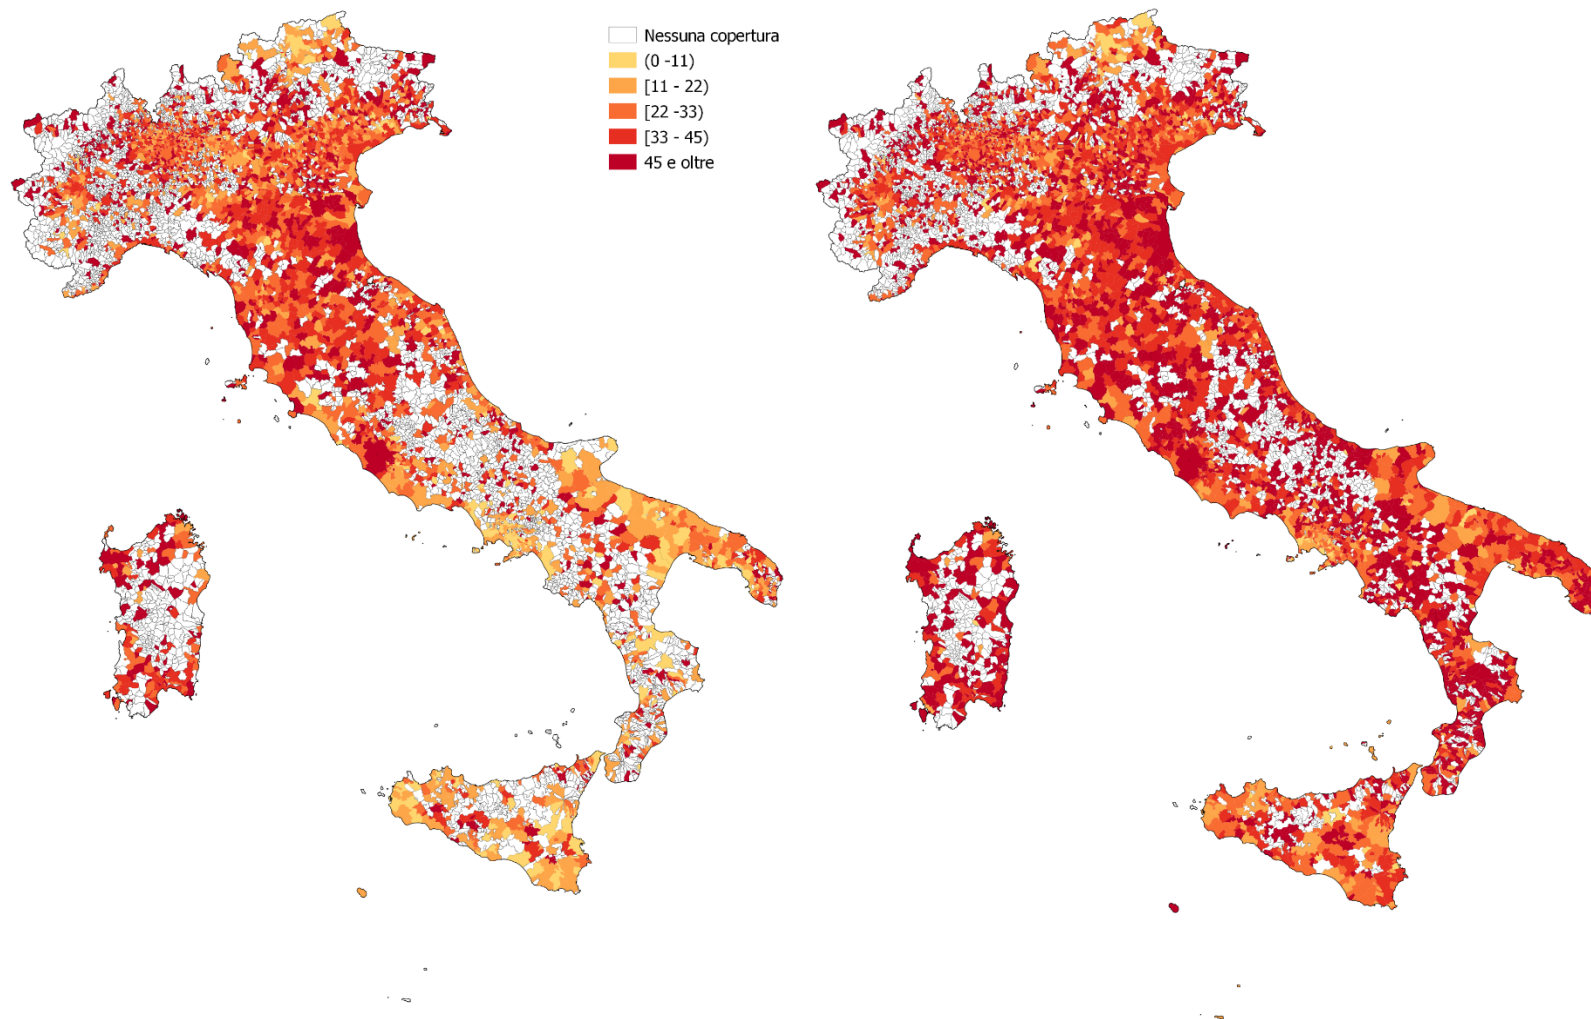 Nessuna copertura
(0 -11)
[11 - 22)
[22 -33)
[33 - 45)
45 e oltre